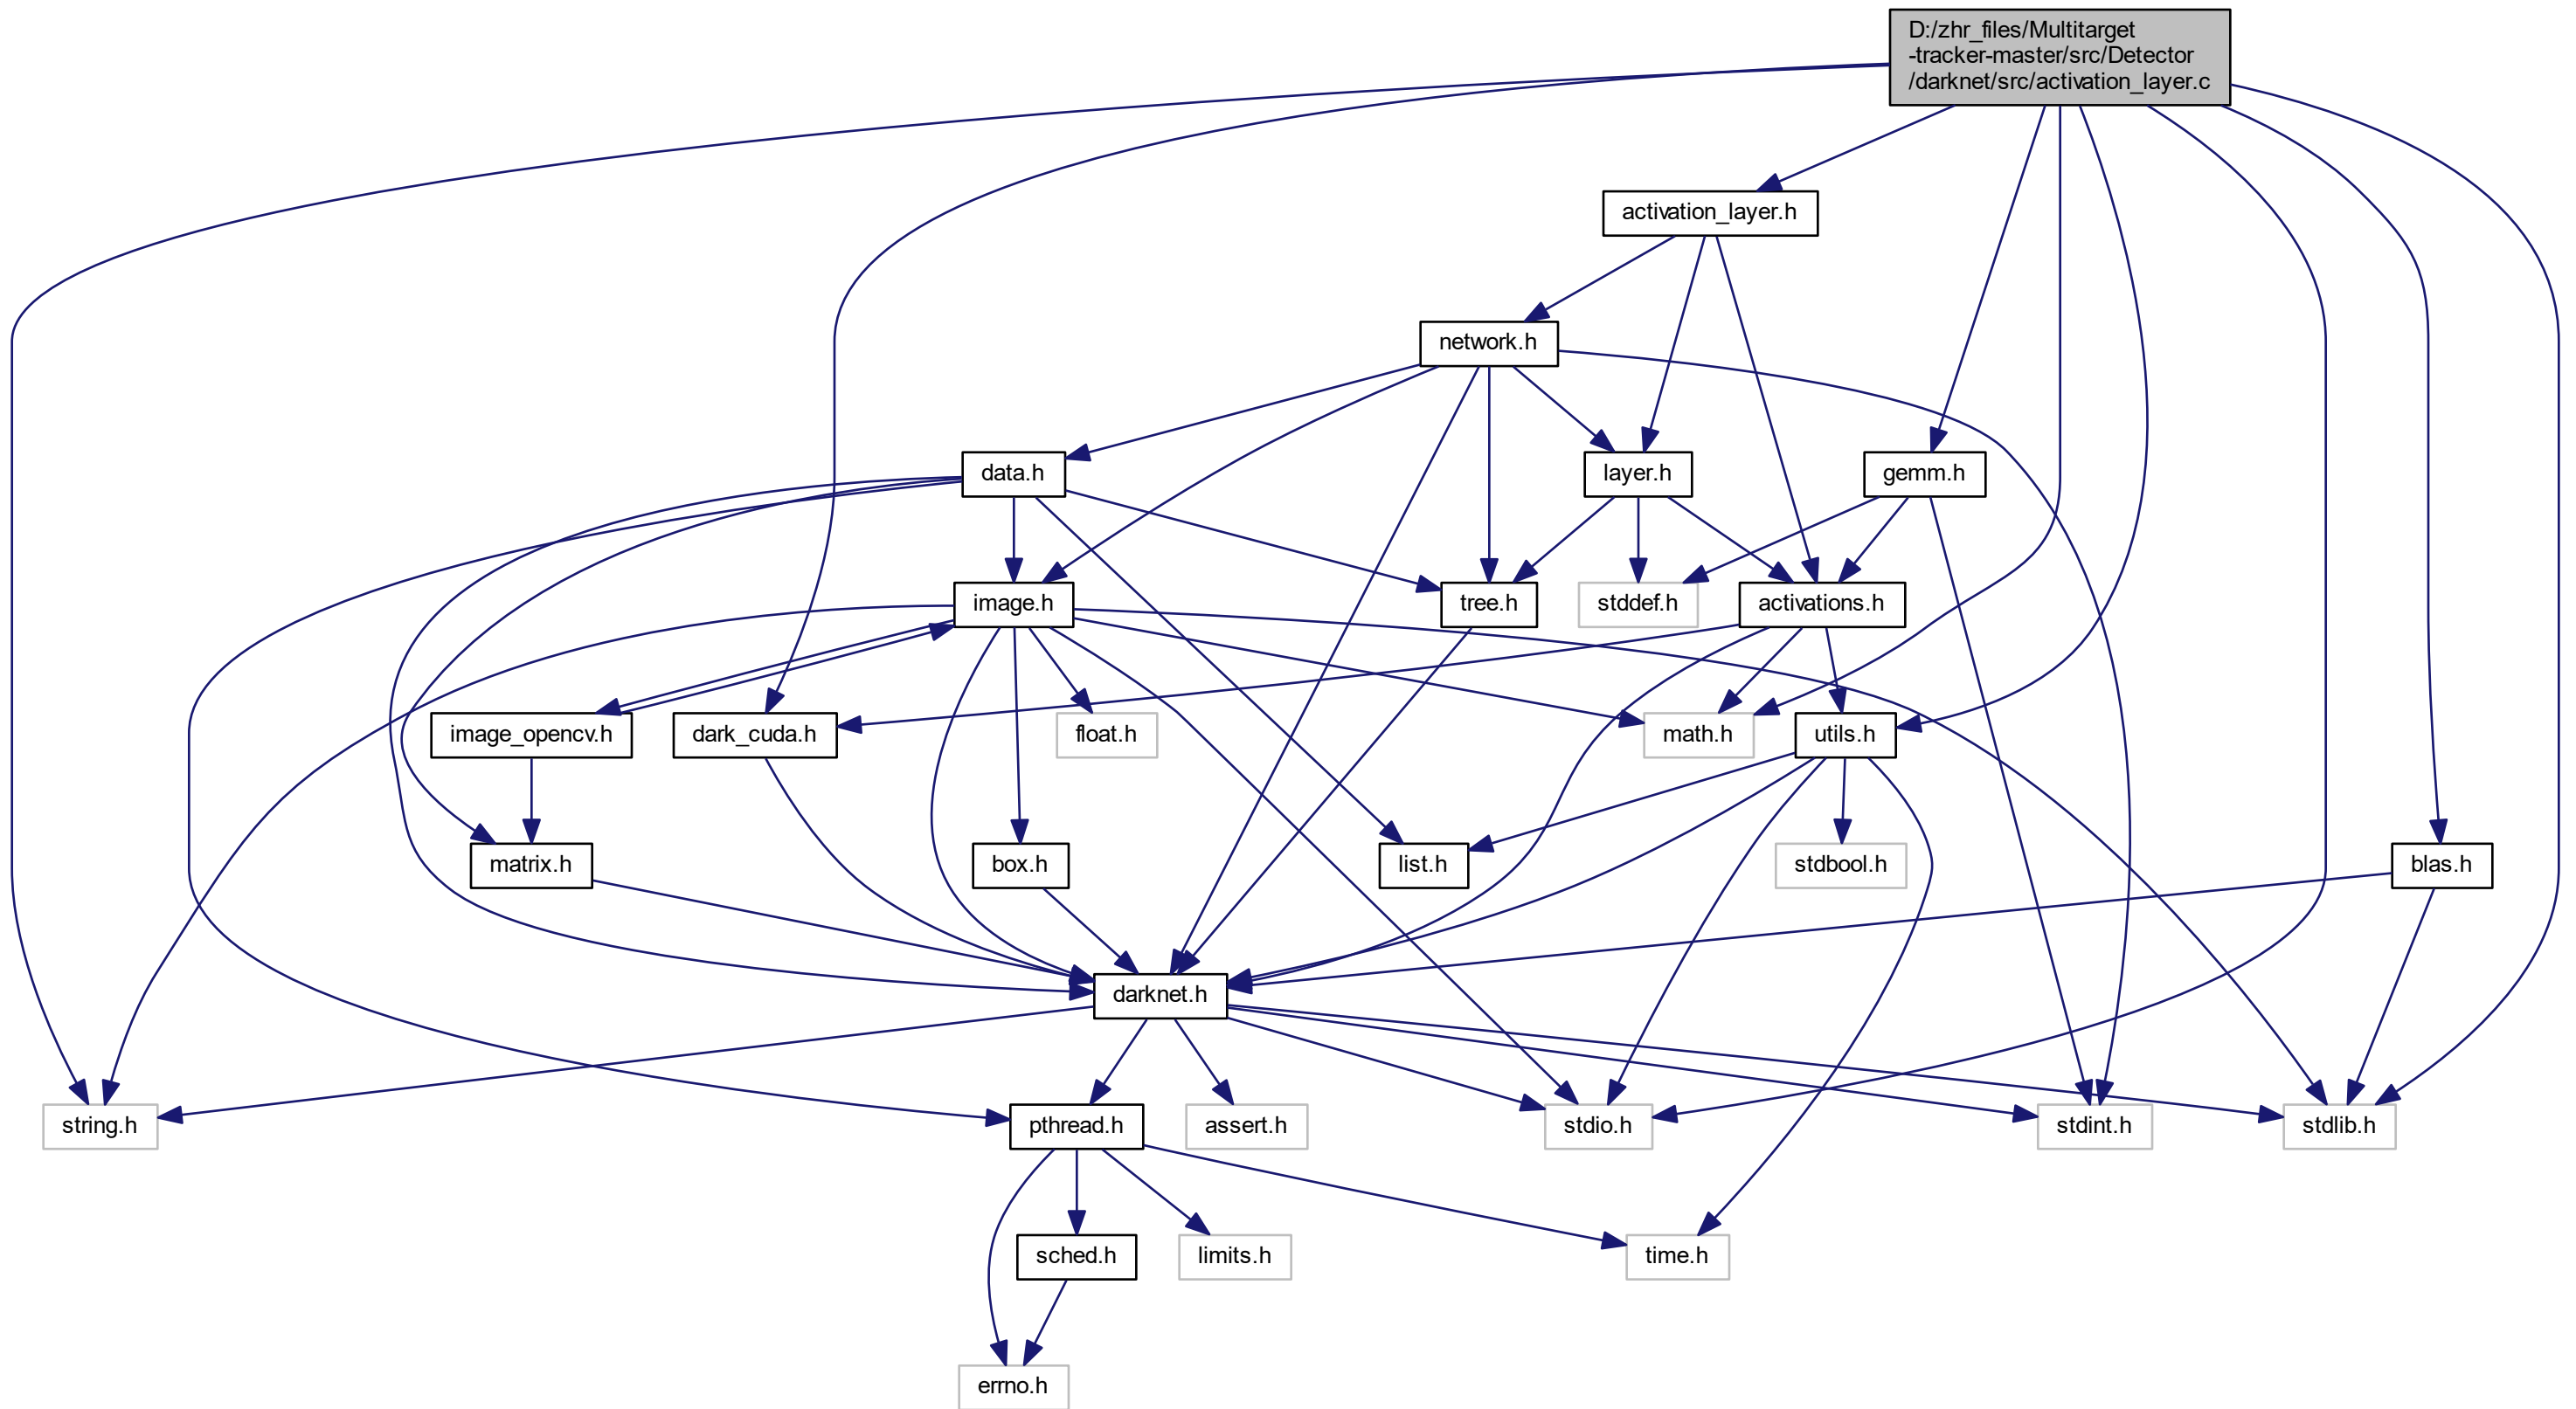 D:/zhr_files/Multitarget
-tracker-master/src/Detector
/darknet/src/activation_layer.c
activation_layer.h
network.h
data.h
layer.h
gemm.h
image.h
tree.h
stddef.h
activations.h
image_opencv.h
dark_cuda.h
float.h
math.h
utils.h
matrix.h
box.h
list.h
stdbool.h
blas.h
darknet.h
string.h
pthread.h
assert.h
stdio.h
stdint.h
stdlib.h
sched.h
limits.h
time.h
errno.h